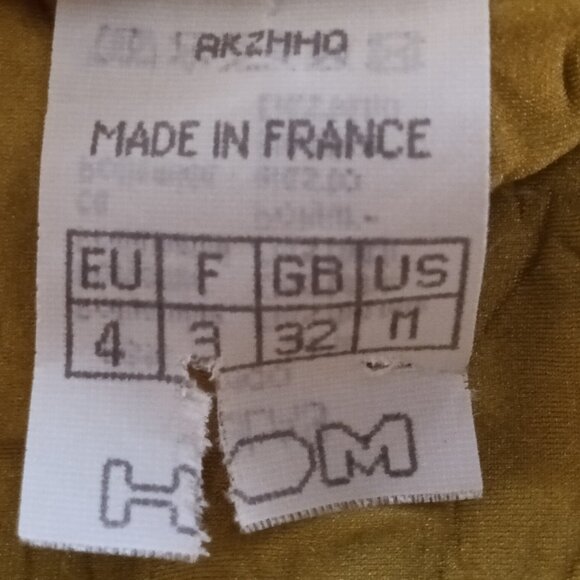 AKZHHO
MADE IN FRANCE
EU F GB US
4 3 32 M
HOM